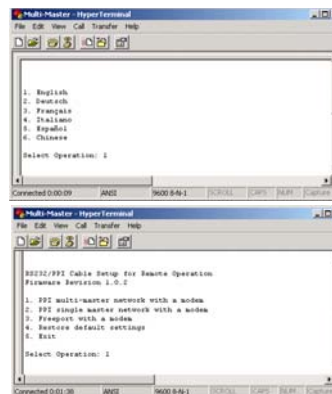 Multi-Master - HyperTerminal
File Edit View Call Transfer Help
1. English
2. Deutsch
3. Français
4. Italiano
5. Español
6. Chinese
Select Operation: 1
Connected 0:00:09 ANSI 9600 8-N-1 SCROLL CAPS NUM Capture
Multi-Master - HyperTerminal
File Edit View Call Transfer Help
RS232/PPI Cable Setup for Remote Operation
Firmware Revision 1.0.2
1. PPI multi-master network with a modem
2. PPI single master network with a modem
3. Freeport with a modem
4. Restore default settings
5. Exit
Select Operation: 1
Connected 0:01:38 ANSI 9600 8-N-1 SCROLL CAPS NUM Capture